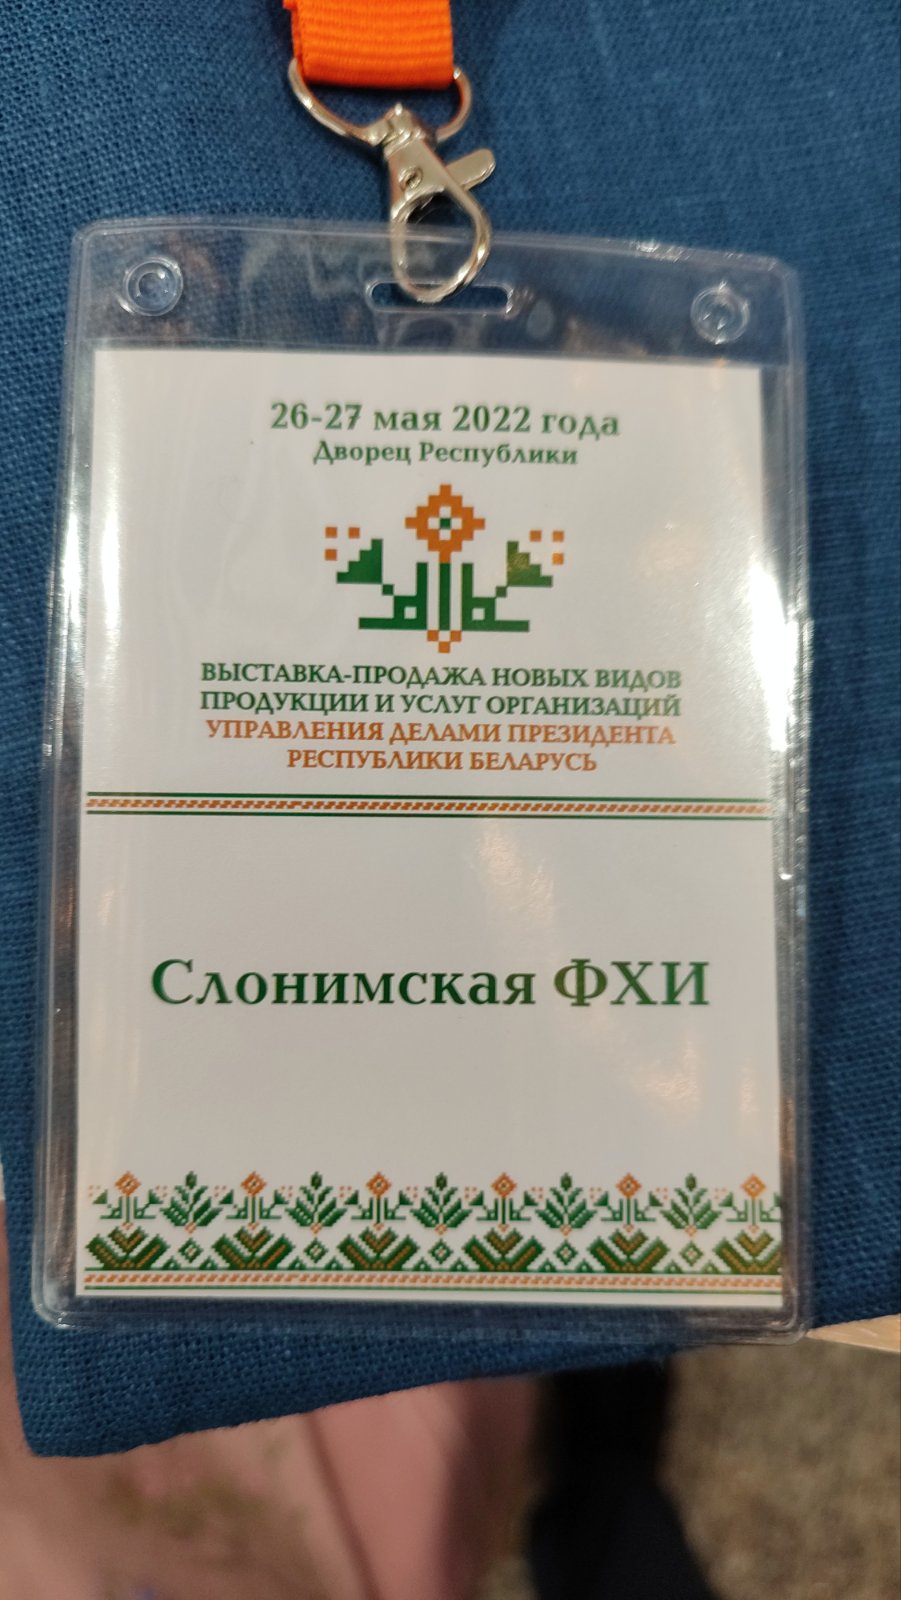 26-27 мая 2022 года
Дворец Республики
ВЫСТАВКА-ПРОДАЖА НОВЫХ ВИДОВ
ПРОДУКЦИИ И УСЛУГ ОРГАНИЗАЦИЙ
УПРАВЛЕНИЯ ДЕЛАМИ ПРЕЗИДЕНТА
РЕСПУБЛИКИ БЕЛАРУСЬ
Слонимская ФХИ